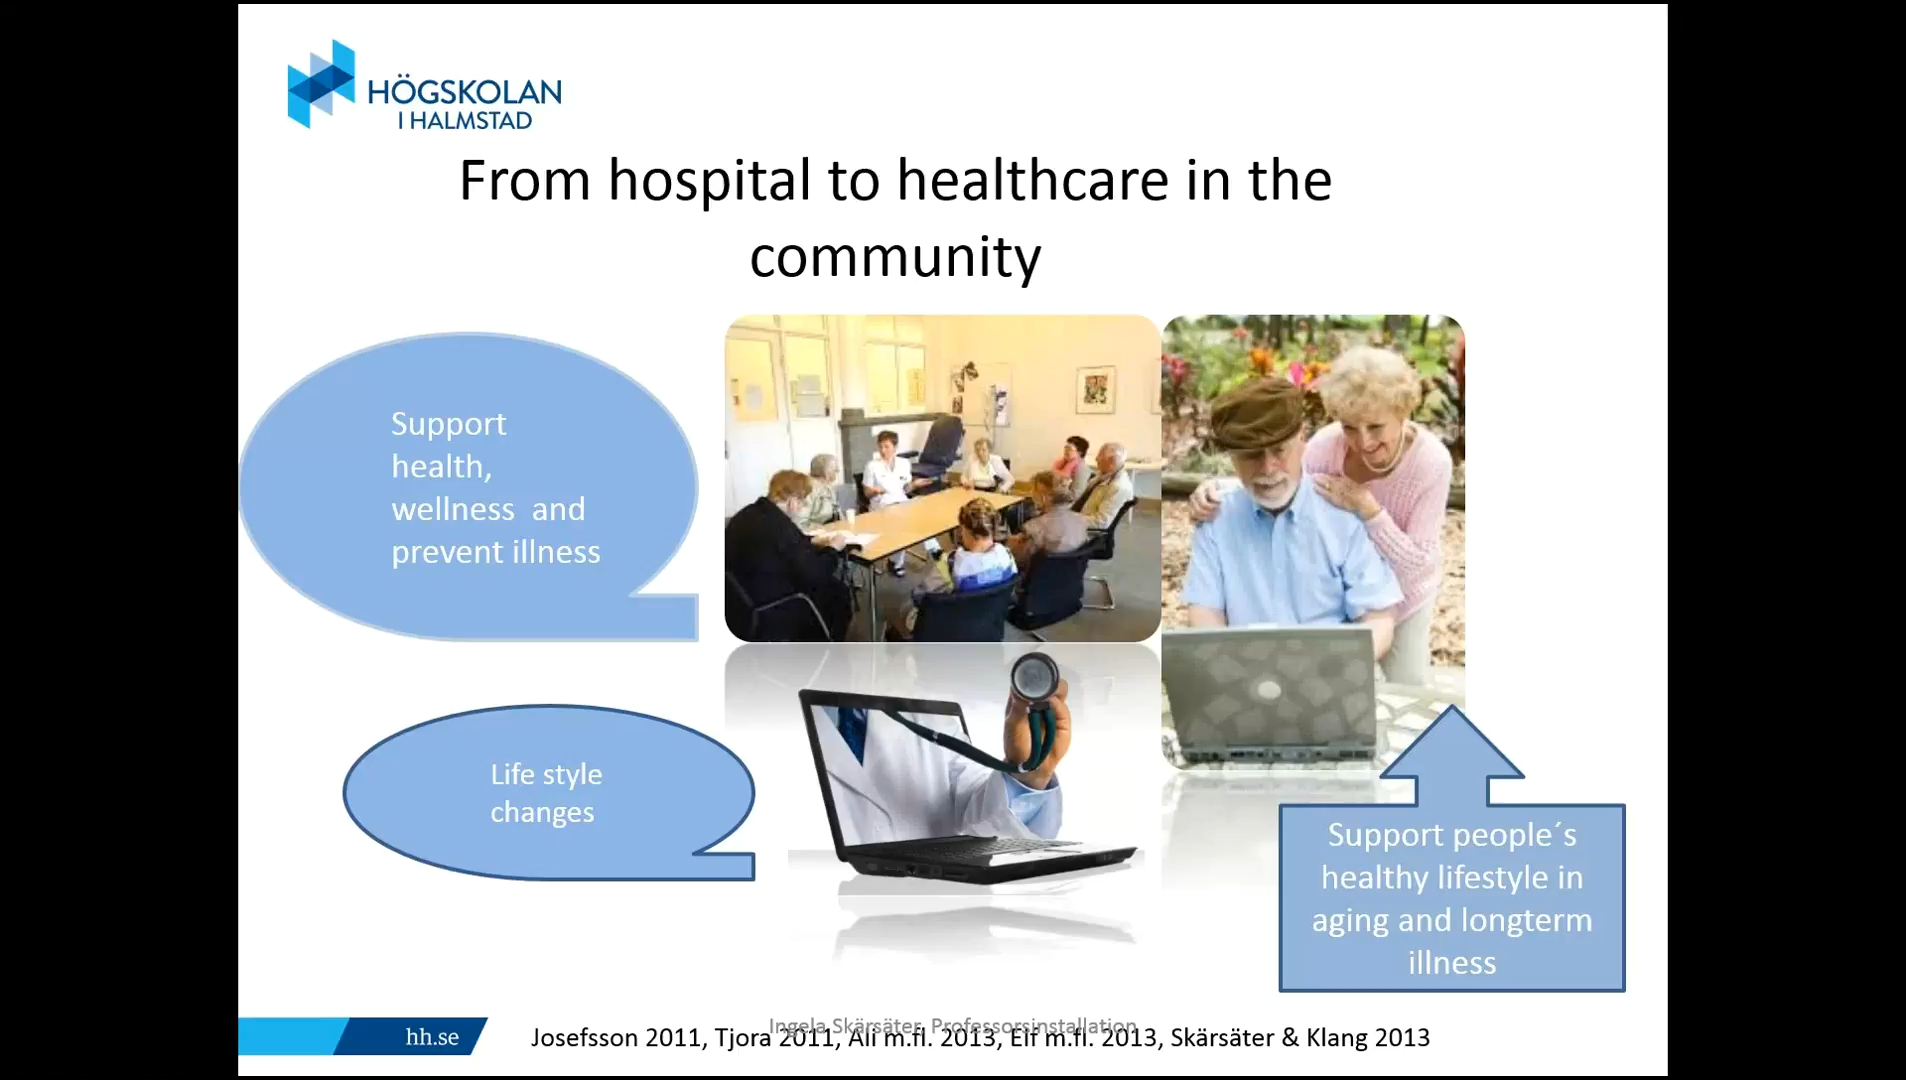 HÖGSKOLAN
I HALMSTAD
From hospital to healthcare in the
community
Support
health,
wellness and
prevent illness
Life style
changes
Support people´s
healthy lifestyle in
aging and longterm
illness
hh.se
Ingela Skärsäter, Professorsinstallation
Josefsson 2011, Tjora 2011, Ali m.fl. 2013, Elf m.fl. 2013, Skärsäter & Klang 2013